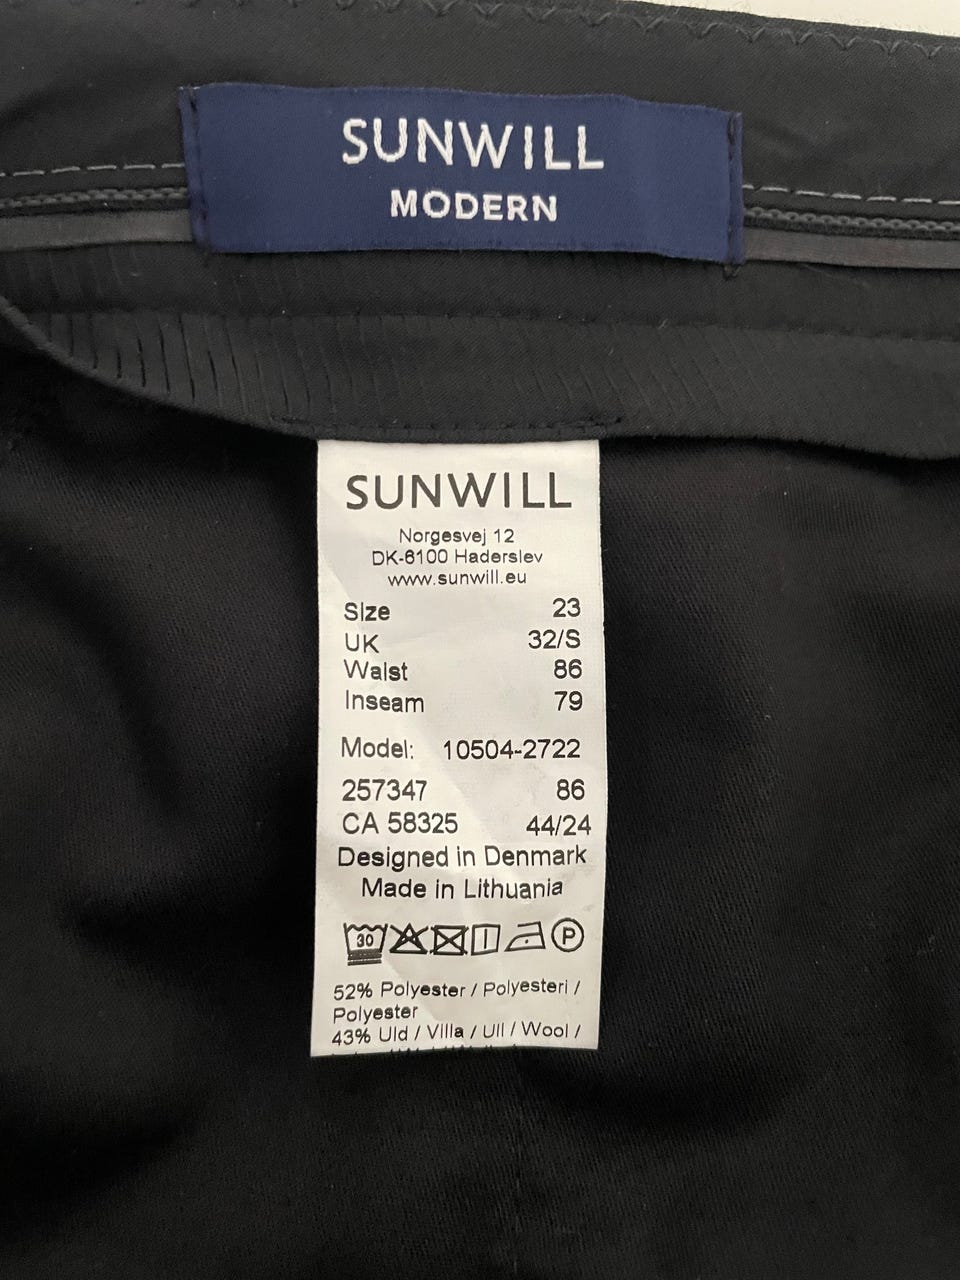 SUNWILL
MODERN
SUNWILL
Norgesvej 12
DK-6100 Haderslev
www.sunwill.eu
Size 23
UK 32/S
Waist 86
Inseam 79
Model: 10504-2722
257347 86
CA 58325 44/24
Designed in Denmark
Made in Lithuania
30 P
52% Polyester / Polyesteri /
Polyester
43% Uld / Villa / Ull / Wool /